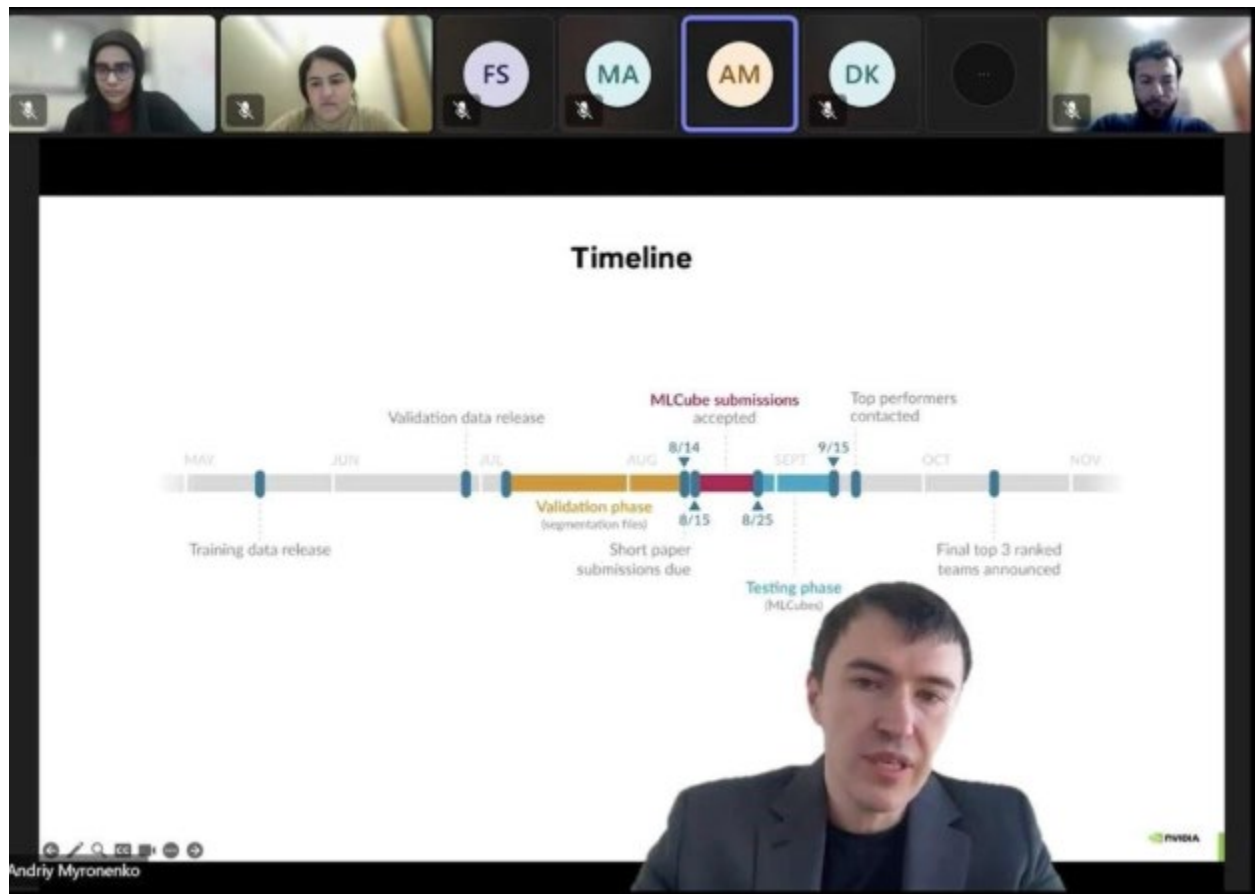 FS
MA
AM
DK
Timeline
MLCube submissions
accepted
Top performers
contacted
Validation data release
8/14
9/15
MAY
JUN
JUL
AUG
SEPT
OCT
NOV
Validation phase
(segmentation files)
8/15
8/25
Training data release
Short paper
submissions due
Final top 3 ranked
teams announced
Testing phase
(MLCubes)
NVIDIA
Andriy Myronenko